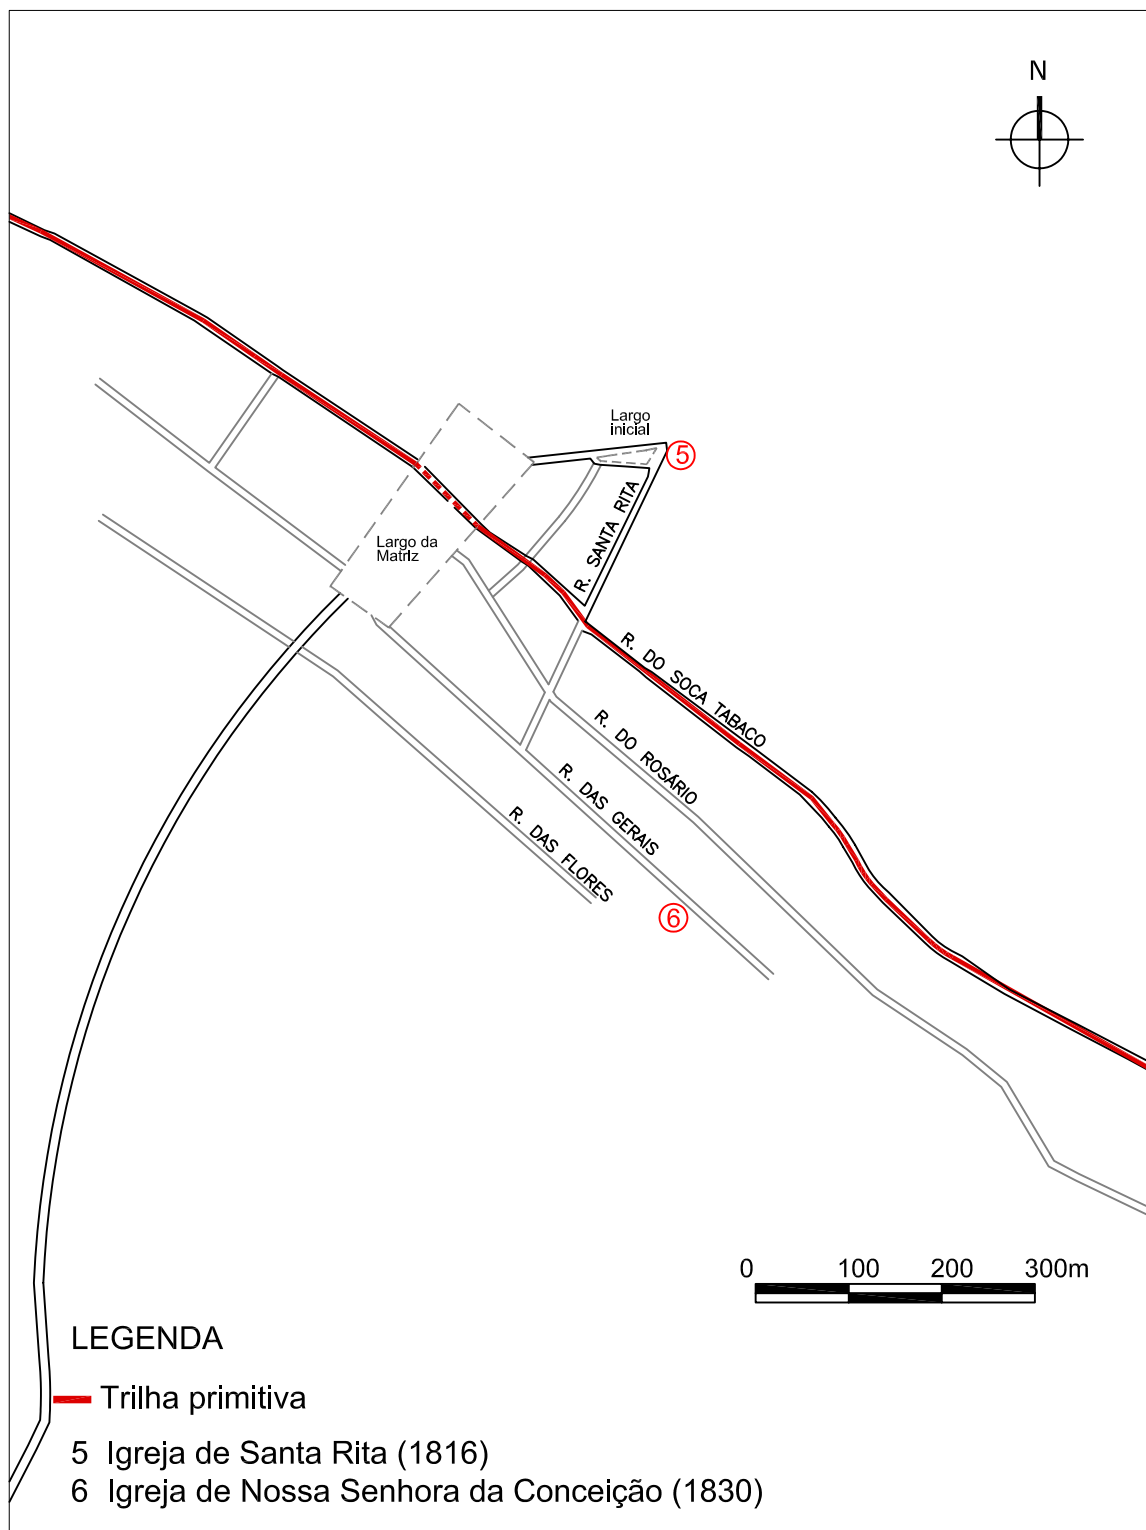 N
Largo
inicial
5
R. SANTA RITA
Largo da
Matriz
R. DO SOCA TABACO
R. DO ROSÁRIO
R. DAS GERAIS
R. DAS FLORES
6
0 100 200 300m
LEGENDA
Trilha primitiva
5 Igreja de Santa Rita (1816)
6 Igreja de Nossa Senhora da Conceição (1830)